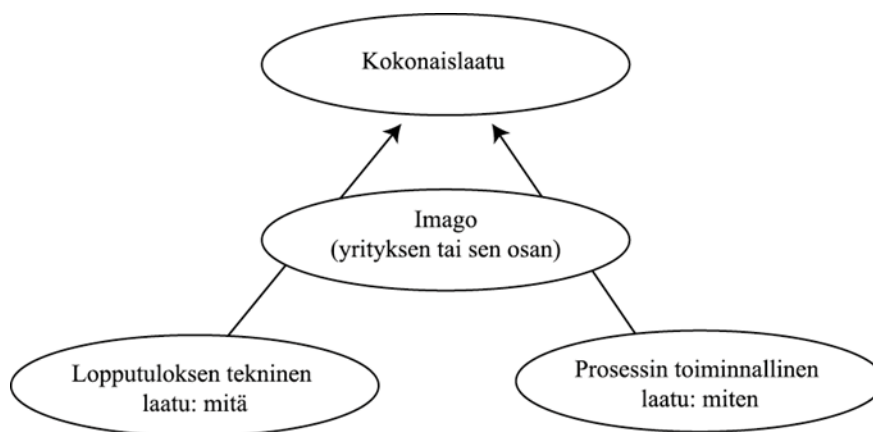 Kokonaislaatu
Imago
(yrityksen tai sen osan)
Lopputuloksen tekninen
laatu: mitä
Prosessin toiminnallinen
laatu: miten